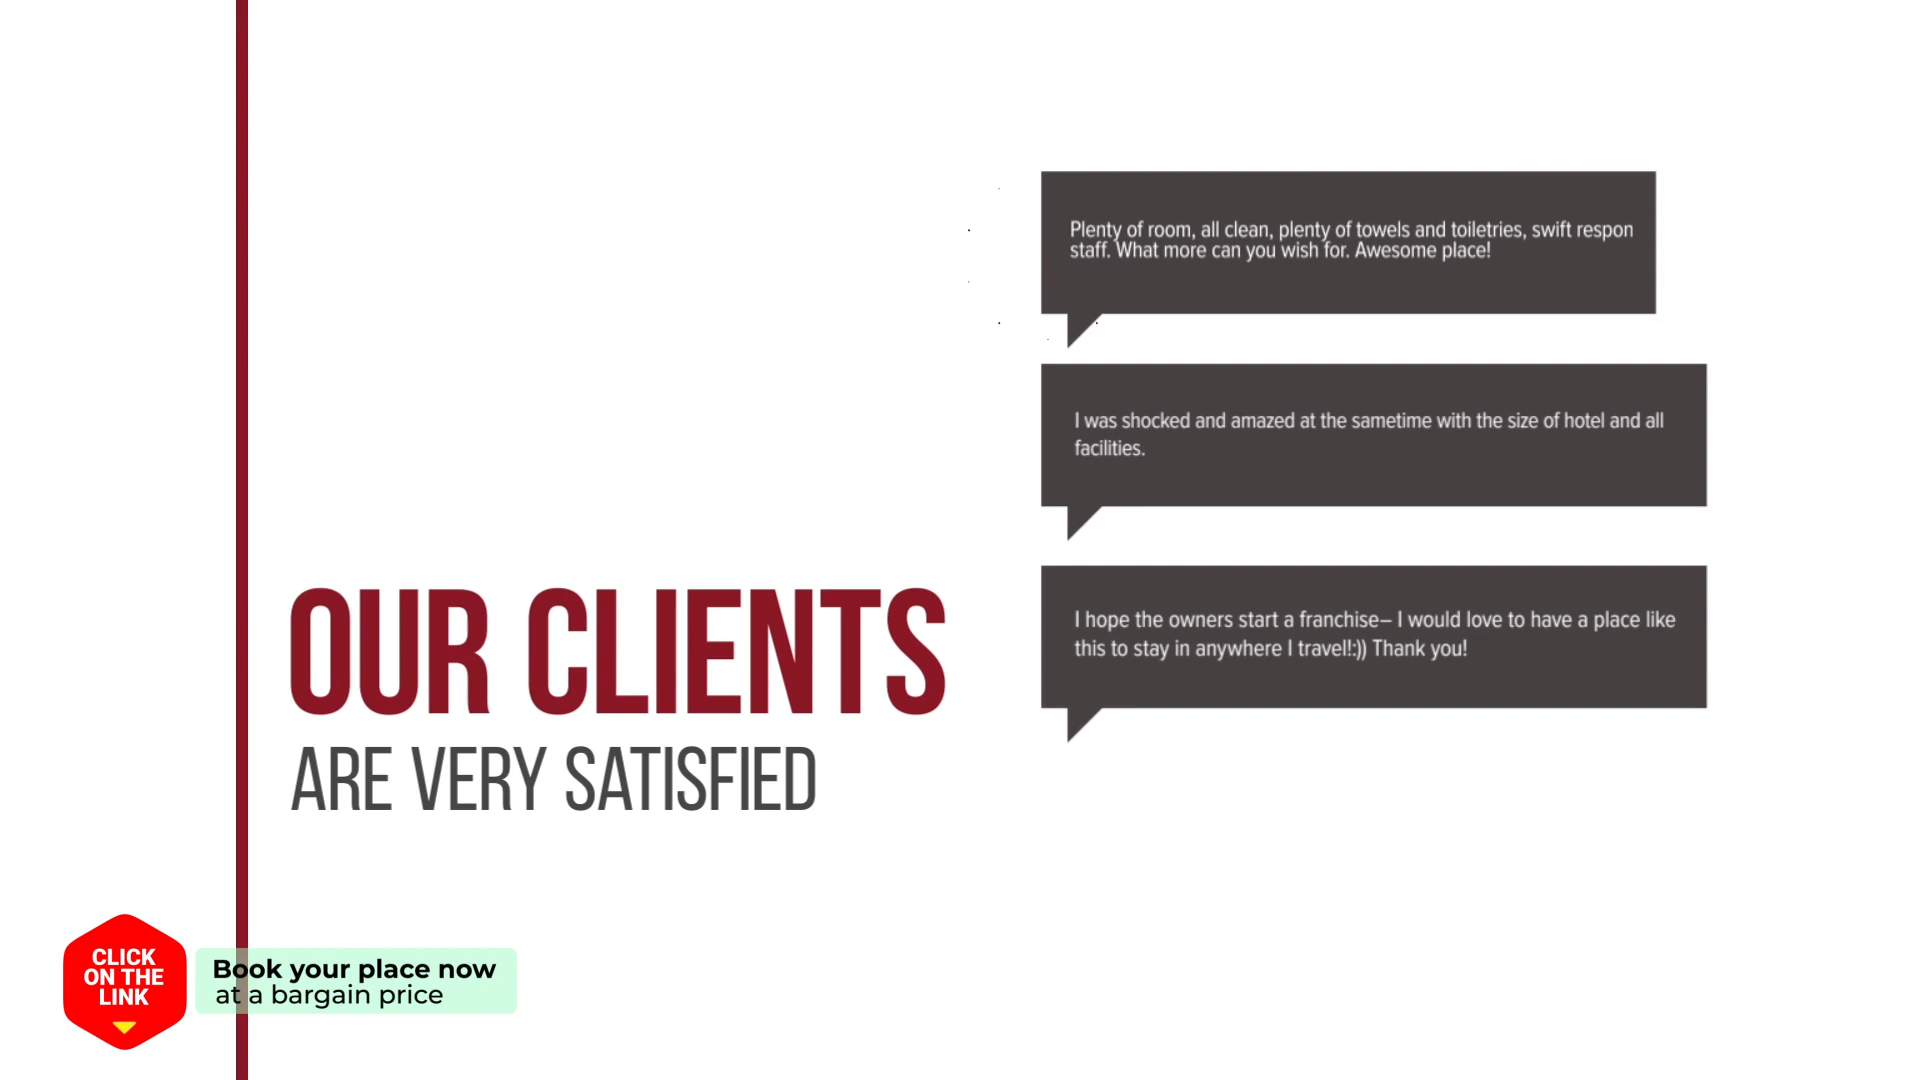 Plenty of room, all clean, plenty of towels and toiletries, swift respon
staff. What more can you wish for. Awesome place!
I was shocked and amazed at the sametime with the size of hotel and all
facilities.
I hope the owners start a franchise– I would love to have a place like
this to stay in anywhere I travel!:)) Thank you!
OUR CLIENTS
ARE VERY SATISFIED
CLICK
ON THE
LINK
Book your place now
at a bargain price